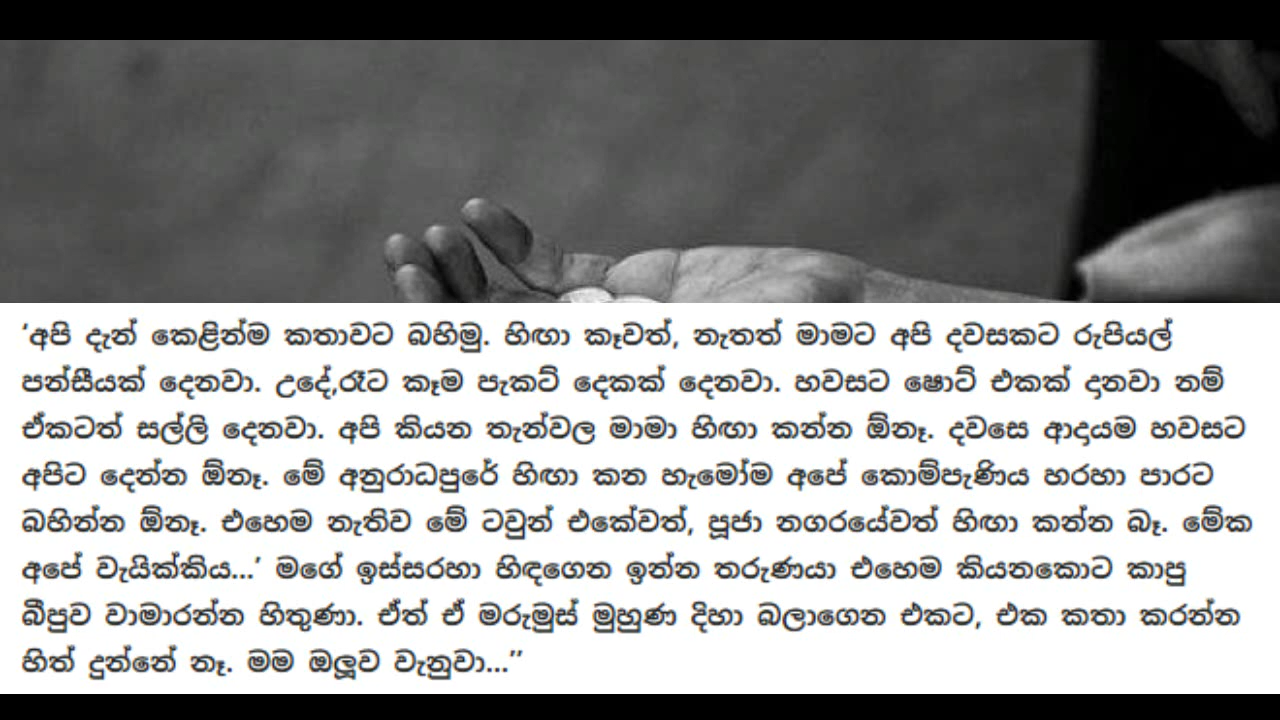 ‘අපි දැන් කෙළින්ම කතාවට බහිමු. හිඟා කෑවත්, නැතත් මාමට අපි දවසකට රුපියල්
පන්සීයක් දෙනවා. උදේ,රෑට කෑම පැකට් දෙකක් දෙනවා. හවසට ෂොට් එකක් දානවා නම්
ඒකටත් සල්ලි දෙනවා. අපි කියන තැන්වල මාමා හිඟා කන්න ඕනෑ. දවසෙ ආදායම හවසට
අපිට දෙන්න ඕනෑ. මේ අනුරාධපුරේ හිඟා කන හැමෝම අපේ කොම්පැණිය හරහා පාරට
බහින්න ඕනෑ. එහෙම නැතිව මේ ටවුන් එකේවත්, පූජා නගරයේවත් හිඟා කන්න බෑ. මේක
අපේ වැයික්කිය...’ මගේ ඉස්සරහා හිඳගෙන ඉන්න තරුණයා එහෙම කියනකොට කාපු
බීපුව වාමාරන්න හිතුණා. ඒත් ඒ මරුමුස් මුහුණ දිහා බලාගෙන එකට, එක කතා කරන්න
හිත් දුන්නේ නෑ. මම ඔලූව වැනුවා...’’